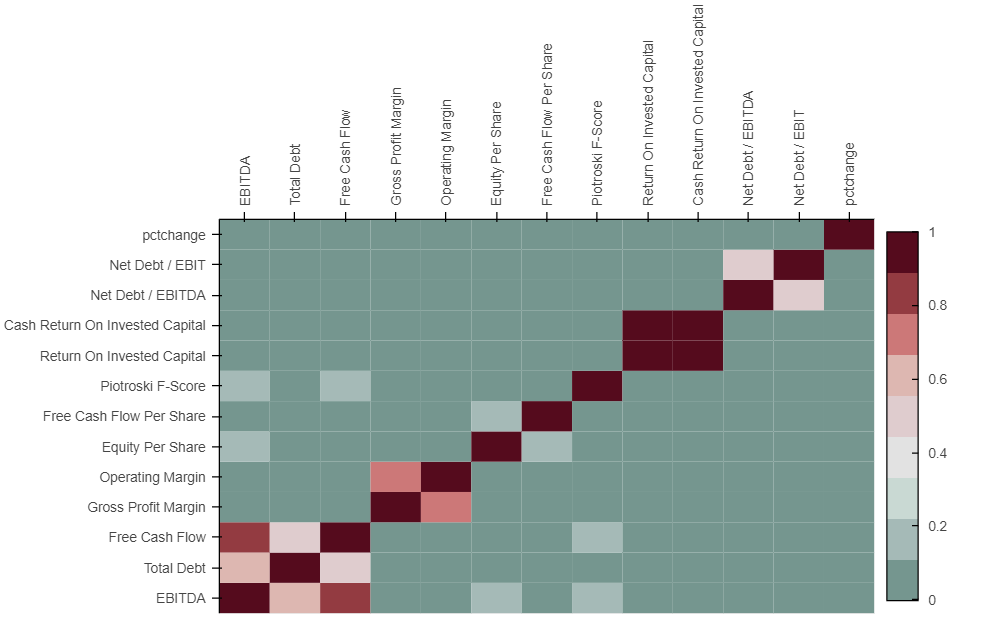 EBITDA
Total Debt
Free Cash Flow
Gross Profit Margin
Operating Margin
Equity Per Share
Free Cash Flow Per Share
Piotroski F-Score
Return On Invested Capital
Cash Return On Invested Capital
Net Debt / EBITDA
Net Debt / EBIT
pctchange
pctchange
Net Debt / EBIT
Net Debt / EBITDA
Cash Return On Invested Capital
Return On Invested Capital
Piotroski F-Score
Free Cash Flow Per Share
Equity Per Share
Operating Margin
Gross Profit Margin
Free Cash Flow
Total Debt
EBITDA
1
0.8
0.6
0.4
0.2
0